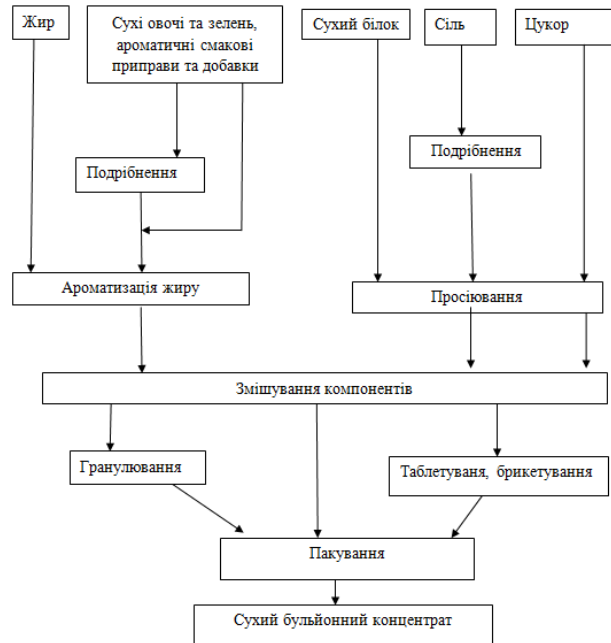 Жир
Сухі овочі та зелень,
ароматичні смакові
приправи та добавки
Сухий білок
Сіль
Цукор
Подрібнення
Подрібнення
Ароматизація жиру
Просіювання
Змішування компонентів
Гранулювання
Таблетуваня, брикетування
Пакування
Сухий бульйонний концентрат